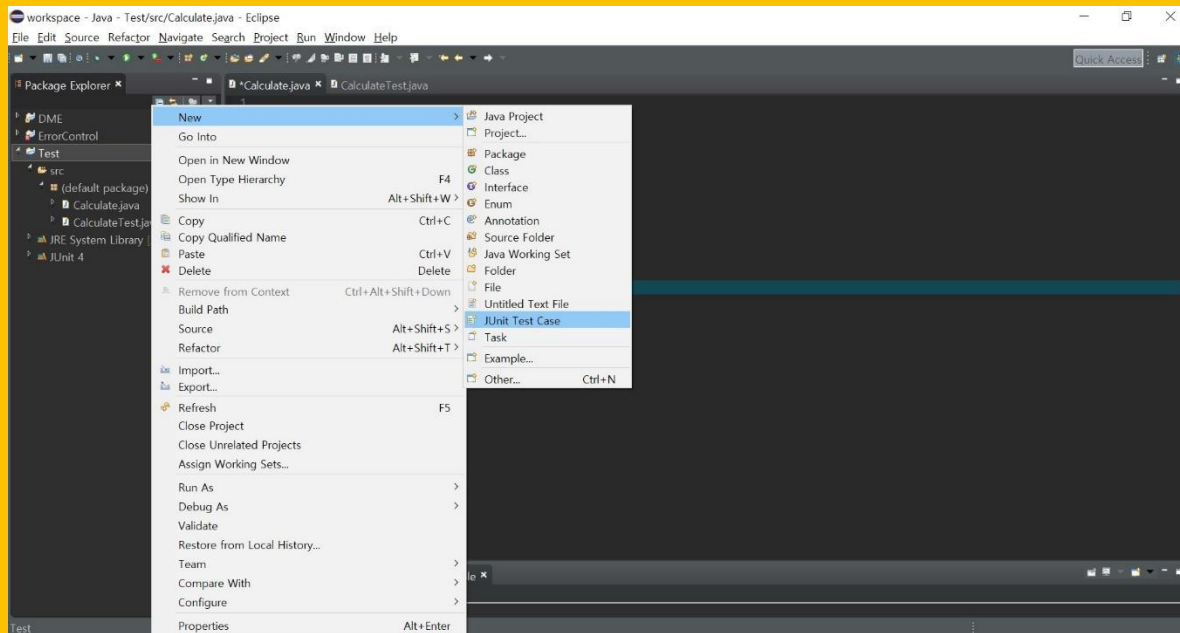 workspace - Java - Test/src/Calculate.java - Eclipse
File Edit Source Refactor Navigate Search Project Run Window Help
Quick Access
Package Explorer
*Calculate.java CalculateTest.java
1
DME
ErrorControl
Test
src
(default package)
Calculate.java
CalculateTest.ja
JRE System Library
JUnit 4
New
Go Into
Open in New Window
Open Type Hierarchy F4
Show In Alt+Shift+W >
Copy Ctrl+C
Copy Qualified Name
Paste Ctrl+V
Delete Delete
Remove from Context Ctrl+Alt+Shift+Down
Build Path >
Source Alt+Shift+S >
Refactor Alt+Shift+T >
Import...
Export...
Refresh F5
Close Project
Close Unrelated Projects
Assign Working Sets...
Run As >
Debug As >
Validate
Restore from Local History...
Team >
Compare With >
Configure >
Properties Alt+Enter
Java Project
Project...
Package
Class
Interface
Enum
Annotation
Source Folder
Java Working Set
Folder
File
Untitled Text File
JUnit Test Case
Task
Example...
Other... Ctrl+N
le
Test